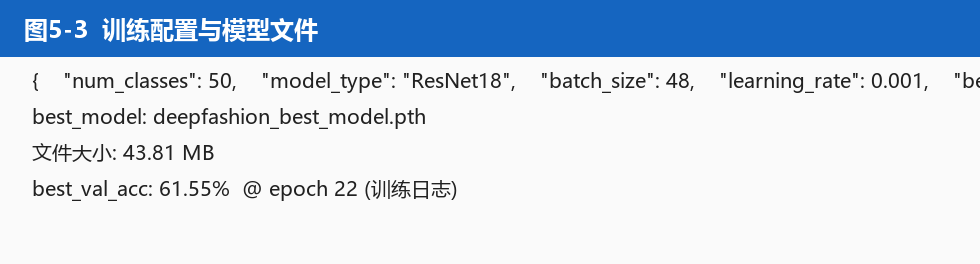 图5-3 训练配置与模型文件
{    "num_classes": 50,    "model_type": "ResNet18",    "batch_size": 48,    "learning_rate": 0.001,    "be
best_model: deepfashion_best_model.pth
文件大小: 43.81 MB
best_val_acc: 61.55%  @ epoch 22 (训练日志)